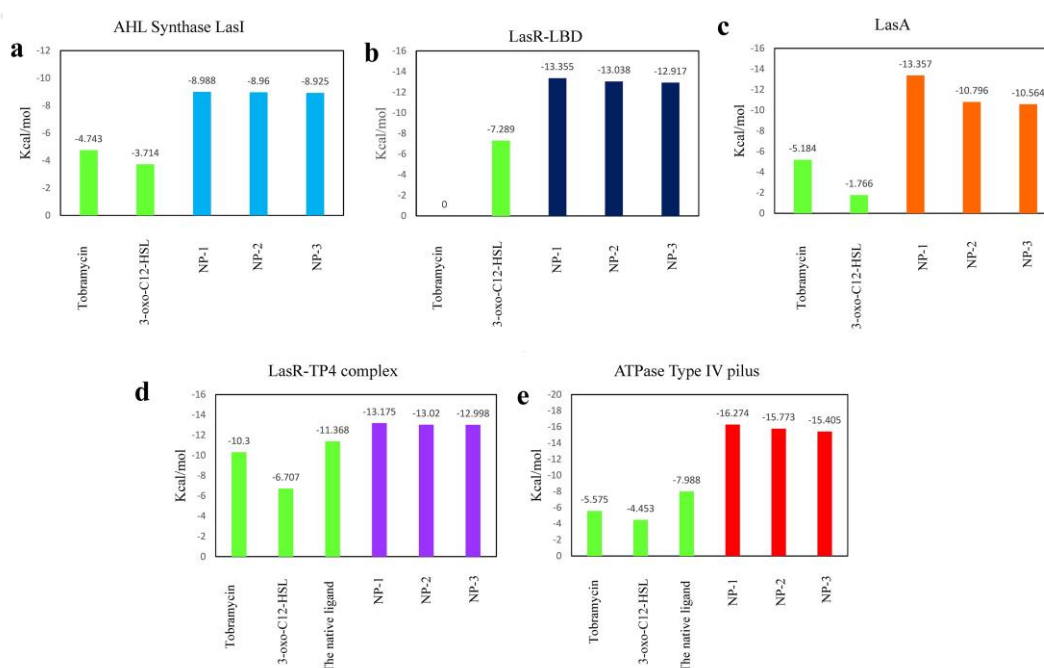 a
AHL Synthase LasI
Kcal/mol
-12
-10
-8
-6
-4
-2
0
-4.743
-3.714
-8.988
-8.96
-8.925
Tobramycin
3-oxo-C12-HSL
NP-1
NP-2
NP-3
b
LasR-LBD
Kcal/mol
-16
-14
-12
-10
-8
-6
-4
-2
0
0
-7.289
-13.355
-13.038
-12.917
Tobramycin
3-oxo-C12-HSL
NP-1
NP-2
NP-3
c
LasA
Kcal/mol
-16
-14
-12
-10
-8
-6
-4
-2
0
-5.184
-1.766
-13.357
-10.796
-10.564
Tobramycin
3-oxo-C12-HSL
NP-1
NP-2
NP-3
d
LasR-TP4 complex
Kcal/mol
-16
-14
-12
-10
-8
-6
-4
-2
0
-10.3
-6.707
-11.368
-13.175
-13.02
-12.998
Tobramycin
3-oxo-C12-HSL
The native ligand
NP-1
NP-2
NP-3
e
ATPase Type IV pilus
Kcal/mol
-20
-18
-16
-14
-12
-10
-8
-6
-4
-2
0
-5.575
-4.453
-7.988
-16.274
-15.773
-15.405
Tobramycin
3-oxo-C12-HSL
The native ligand
NP-1
NP-2
NP-3